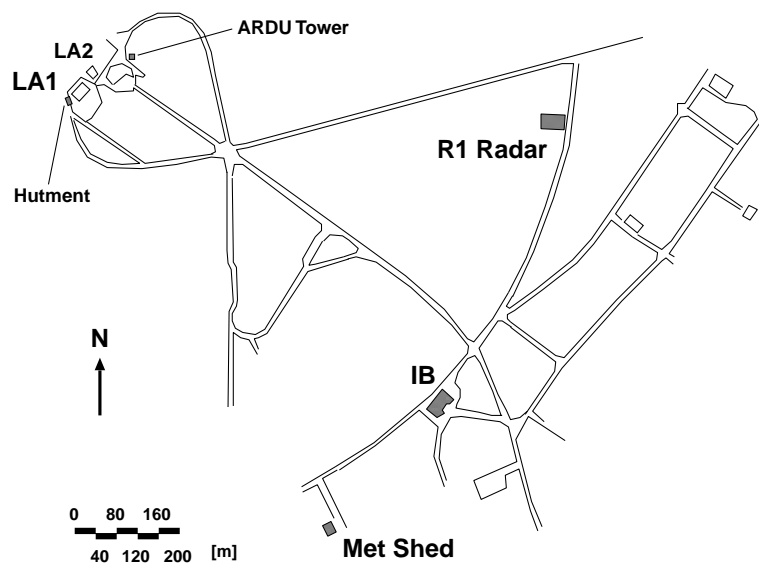 ARDU Tower
LA2
LA1
R1 Radar
Hutment
N
IB
0 80 160
40 120 200 [m]
Met Shed